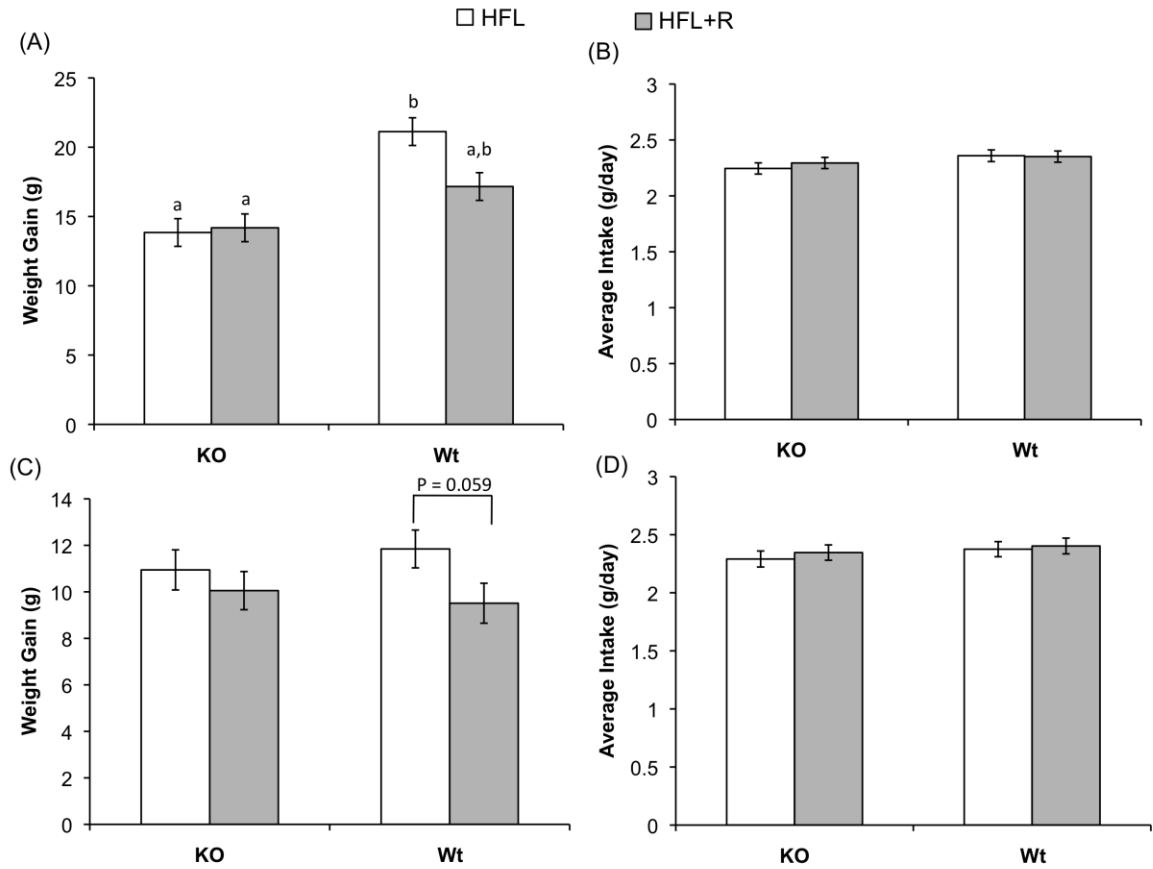 HFL HFL+R
(A)
Weight Gain (g)
25
20
15
10
5
0
a a b a,b
KO Wt
(B)
Average Intake (g/day)
3
2.5
2
1.5
1
0.5
0
KO Wt
(C)
Weight Gain (g)
14
12
10
8
6
4
2
0
P = 0.059
KO Wt
(D)
Average Intake (g/day)
3
2.5
2
1.5
1
0.5
0
KO Wt